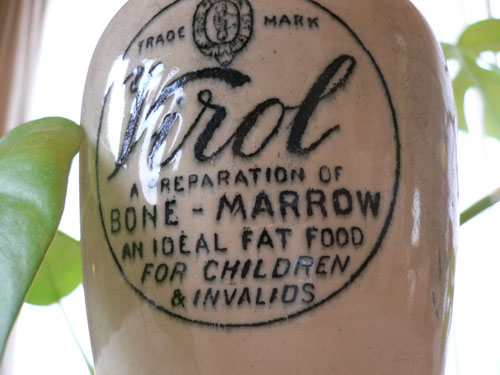 TRADE MARK
Virol
A PREPARATION OF
BONE - MARROW
AN IDEAL FAT FOOD
FOR CHILDREN
& INVALIDS